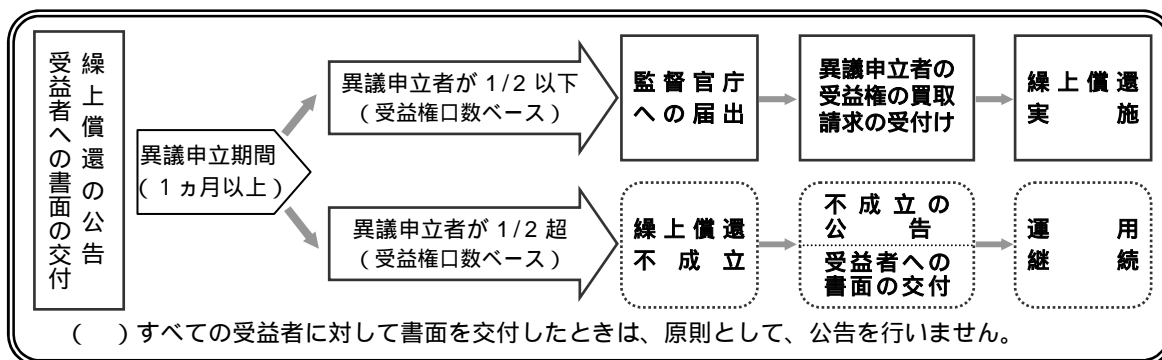 繰上償還の公告
受益者への書面の交付
異議申立期間
(1ヵ月以上)
異議申立者が 1/2 以下
(受益権口数ベース)
監督官庁
への届出
異議申立者の
受益権の買取
請求の受付け
繰上償還
実施
異議申立者が 1/2 超
(受益権口数ベース)
繰上償還
不成立
不成立の
公告
受益者への
書面の交付
運用
継続
( )すべての受益者に対して書面を交付したときは、原則として、公告を行いません。